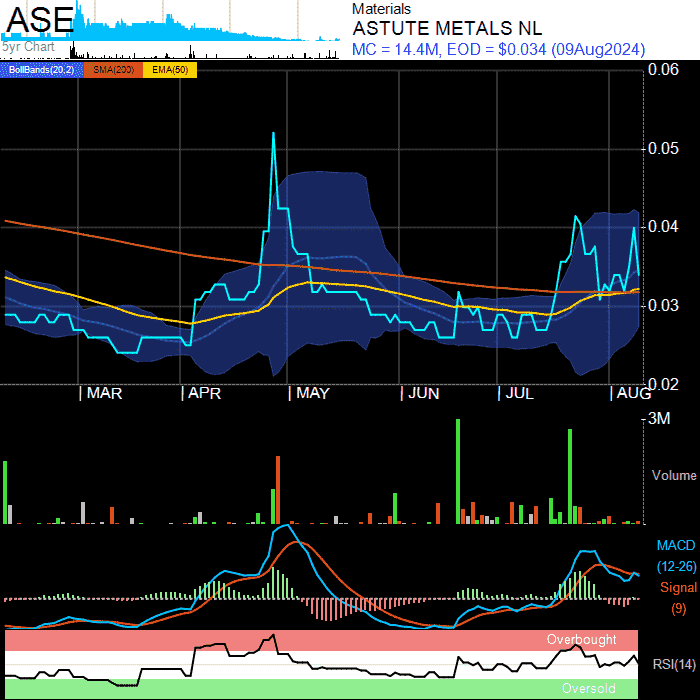 ASE
5yr Chart
Materials
ASTUTE METALS NL
MC = 14.4M, EOD = $0.034 (09Aug2024)
BollBands(20,2) SMA(200) EMA(50)
0.06
0.05
0.04
0.03
0.02
| MAR | APR | MAY | JUN | JUL | AUG
3M
Volume
MACD
(12-26)
Signal
(9)
Overbought
RSI(14)
Oversold